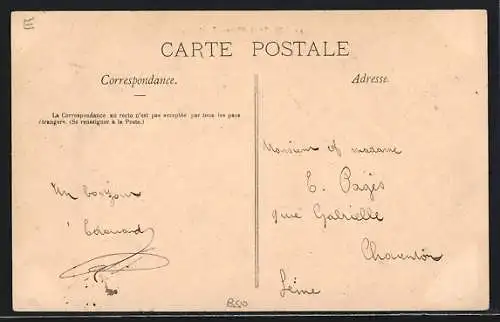 E
CARTE POSTALE
Correspondance.
Adresse.
La Correspondance au recto n'est pas acceptée par tous les pays
étrangers. (Se renseigner à la Poste.)
Monsieur et madame
E. Pagès
Un bonjour
rue Gabrielle
Edouard
Charenton
Seine